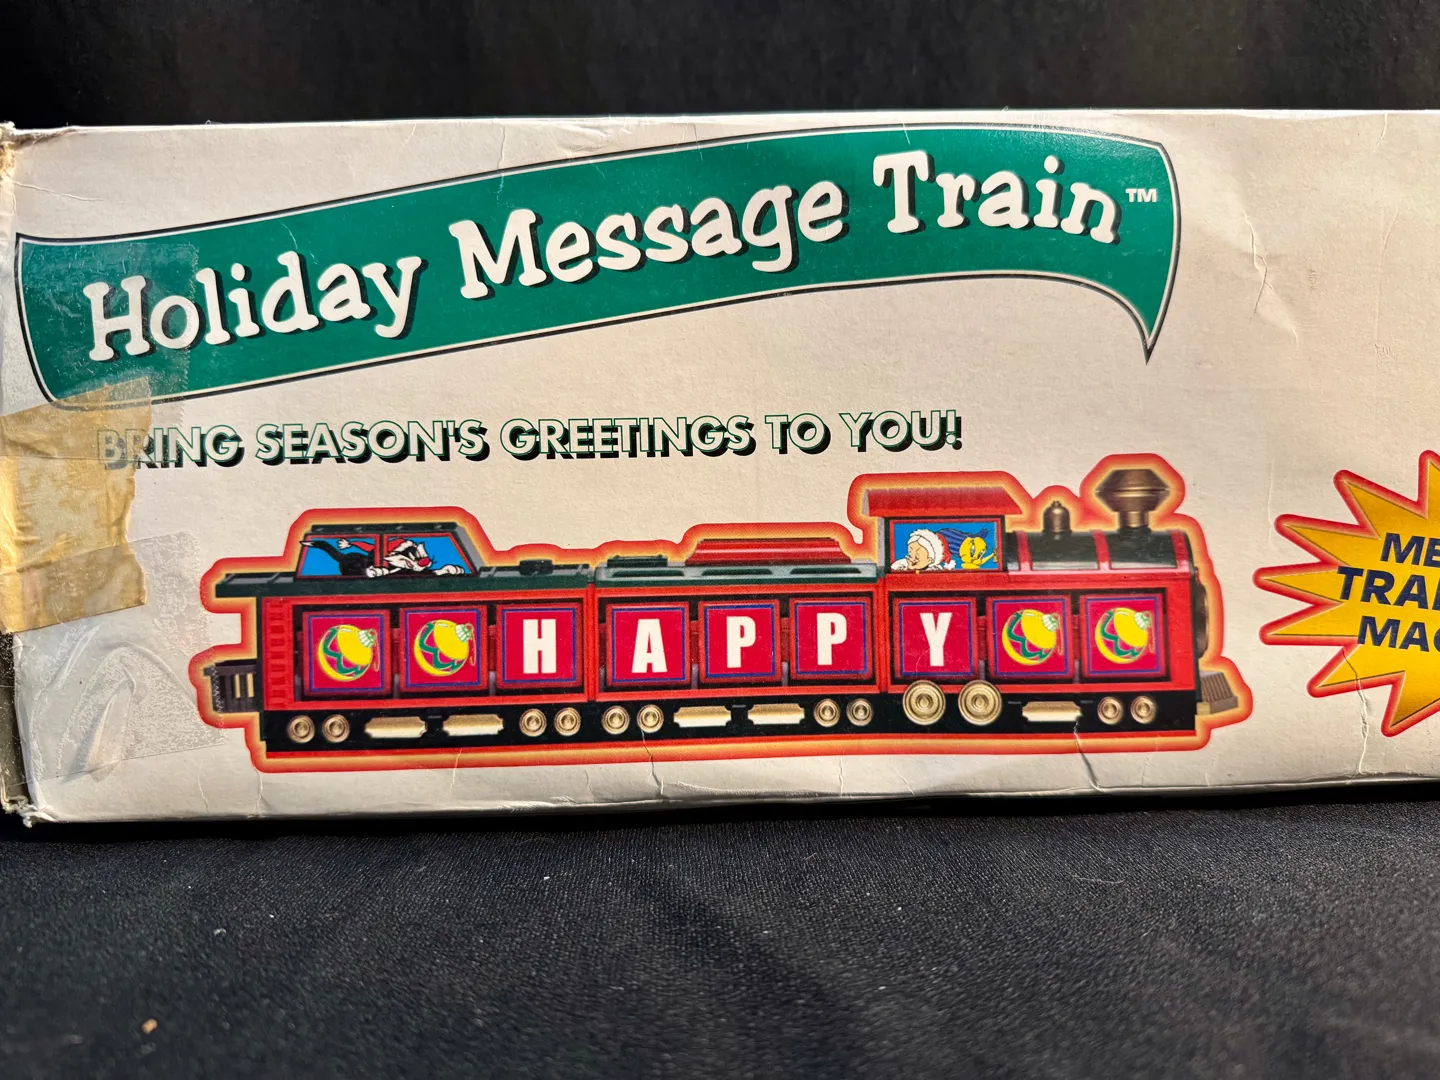 Holiday Message Train™
BRING SEASON'S GREETINGS TO YOU!
HAPPY